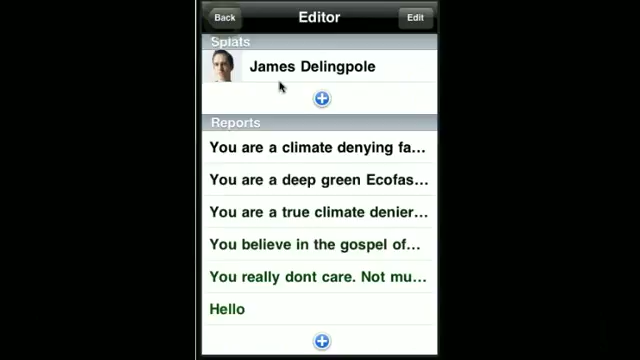 Back
Editor
Edit
Splats
James Delingpole
Reports
You are a climate denying fa...
You are a deep green Ecofas...
You are a true climate denier...
You believe in the gospel of...
You really dont care. Not mu...
Hello